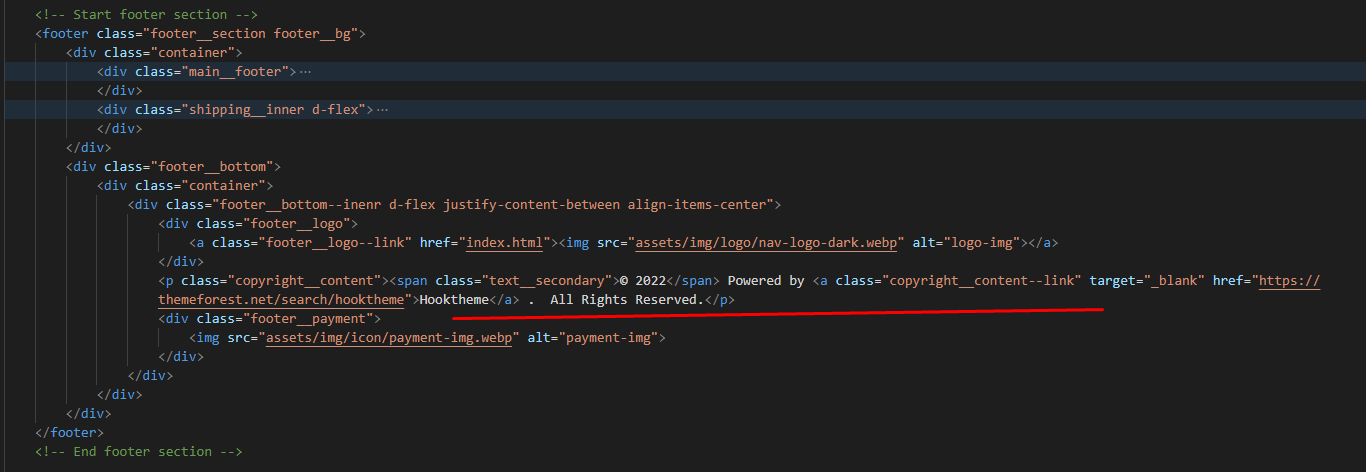 <!-- Start footer section -->
<footer class="footer__section footer__bg">
<div class="container">
<div class="main__footer">…
</div>
<div class="shipping__inner d-flex">…
</div>
</div>
<div class="footer__bottom">
<div class="container">
<div class="footer__bottom--inenr d-flex justify-content-between align-items-center">
<div class="footer__logo">
<a class="footer__logo--link" href="index.html"><img src="assets/img/logo/nav-logo-dark.webp" alt="logo-img"></a>
</div>
<p class="copyright__content"><span class="text__secondary">© 2022</span> Powered by <a class="copyright__content--link" target="_blank" href="https://
themeforest.net/search/hooktheme">Hooktheme</a> .  All Rights Reserved.</p>
<div class="footer__payment">
<img src="assets/img/icon/payment-img.webp" alt="payment-img">
</div>
</div>
</div>
</div>
</footer>
<!-- End footer section -->